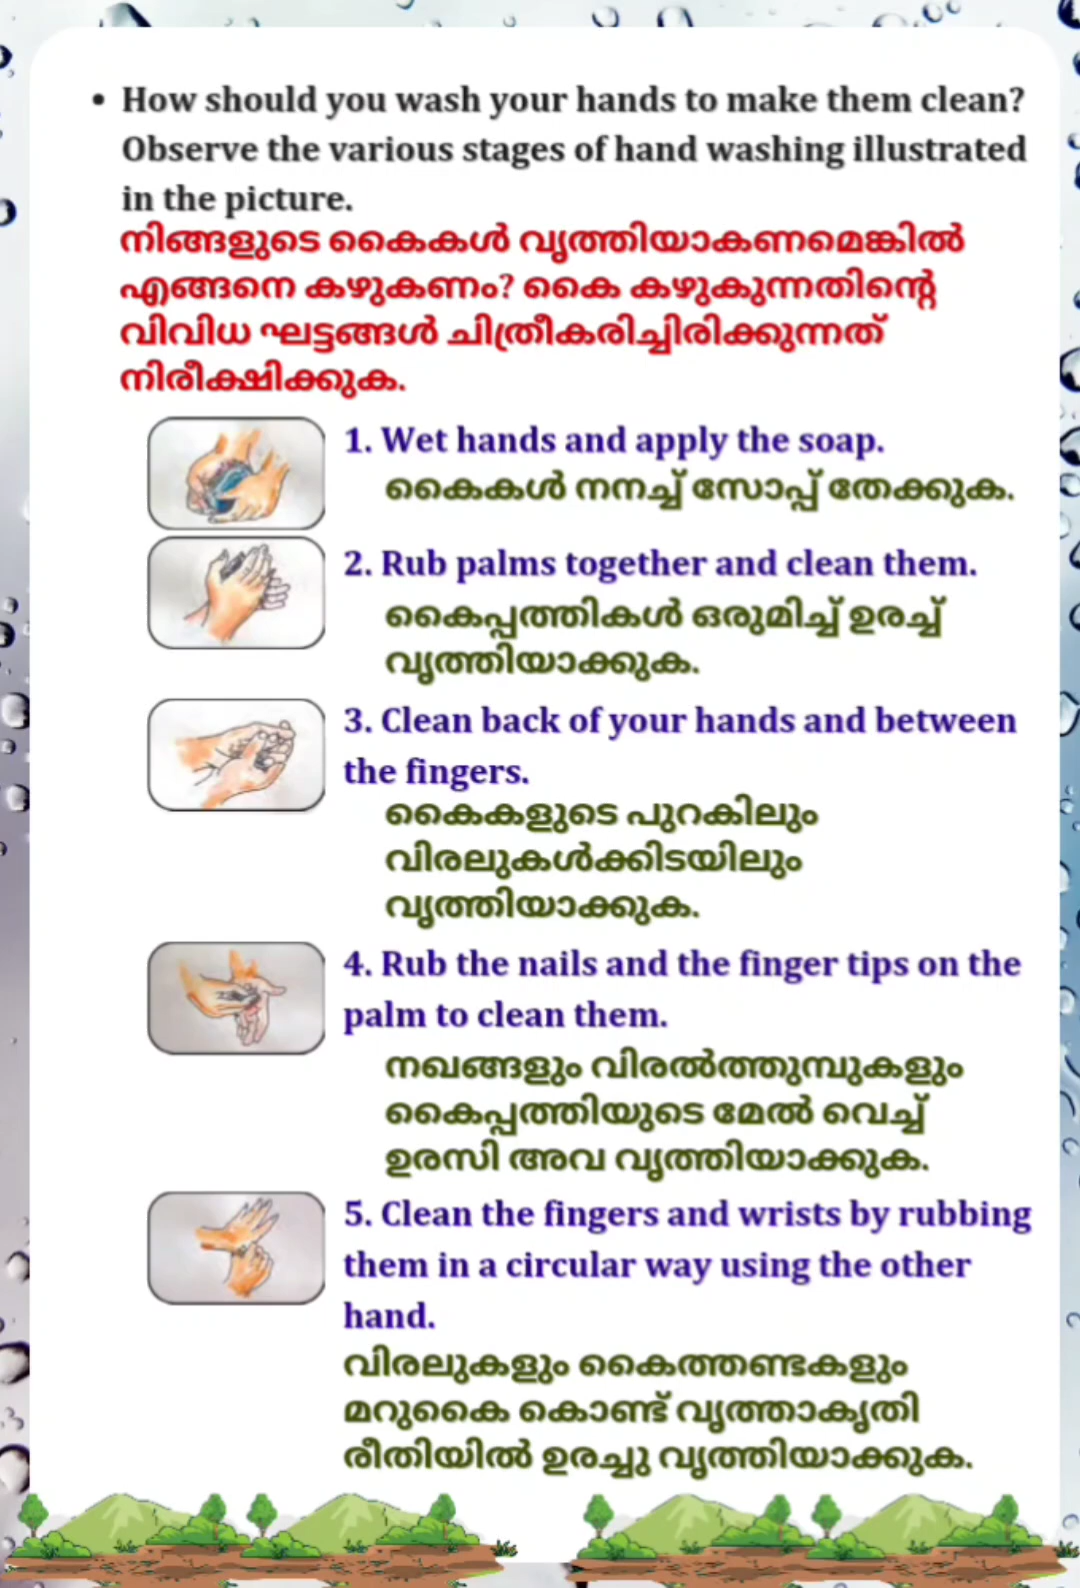 • How should you wash your hands to make them clean?
Observe the various stages of hand washing illustrated
in the picture.
നിങ്ങളുടെ കൈകൾ വൃത്തിയാകണമെങ്കിൽ
എങ്ങനെ കഴുകണം? കൈ കഴുകുന്നതിന്റെ
വിവിധ ഘട്ടങ്ങൾ ചിത്രീകരിച്ചിരിക്കുന്നത്
നിരീക്ഷിക്കുക.
1. Wet hands and apply the soap.
കൈകൾ നനച്ച് സോപ്പ് തേക്കുക.
2. Rub palms together and clean them.
കൈപ്പത്തികൾ ഒരുമിച്ച് ഉരച്ച്
വൃത്തിയാക്കുക.
3. Clean back of your hands and between
the fingers.
കൈകളുടെ പുറകിലും
വിരലുകൾക്കിടയിലും
വൃത്തിയാക്കുക.
4. Rub the nails and the finger tips on the
palm to clean them.
നഖങ്ങളും വിരൽത്തുമ്പുകളും
കൈപ്പത്തിയുടെ മേൽ വെച്ച്
ഉരസി അവ വൃത്തിയാക്കുക.
5. Clean the fingers and wrists by rubbing
them in a circular way using the other
hand.
വിരലുകളും കൈത്തണ്ടകളും
മറുകൈ കൊണ്ട് വൃത്താകൃതി
രീതിയിൽ ഉരച്ചു വൃത്തിയാക്കുക.